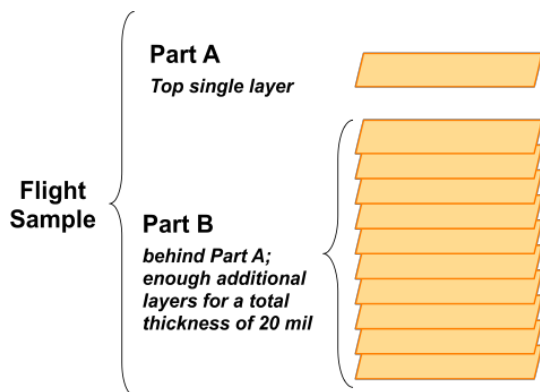 Part A
Top single layer
Flight
Sample
Part B
behind Part A;
enough additional
layers for a total
thickness of 20 mil